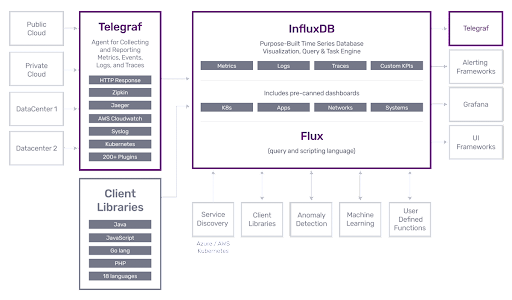 Public
Cloud
Private
Cloud
DataCenter 1
Datacenter 2
Telegraf
Agent for Collecting
and Reporting
Metrics, Events,
Logs, and Traces
HTTP Response
Zipkin
Jaeger
AWS Cloudwatch
Syslog
Kubernetes
200+ Plugins
Client
Libraries
Java
JavaScript
Go lang
PHP
18 languages
InfluxDB
Purpose-Built Time Series Database
Visualization, Query & Task Engine
Metrics
Logs
Traces
Custom KPIs
Includes pre-canned dashboards
K8s
Apps
Networks
Systems
Flux
(query and scripting language)
Service
Discovery
Azure / AWS
Kubernetes
Client
Libraries
Anomaly
Detection
Machine
Learning
User
Defined
Functions
Telegraf
Alerting
Frameworks
Grafana
UI
Frameworks